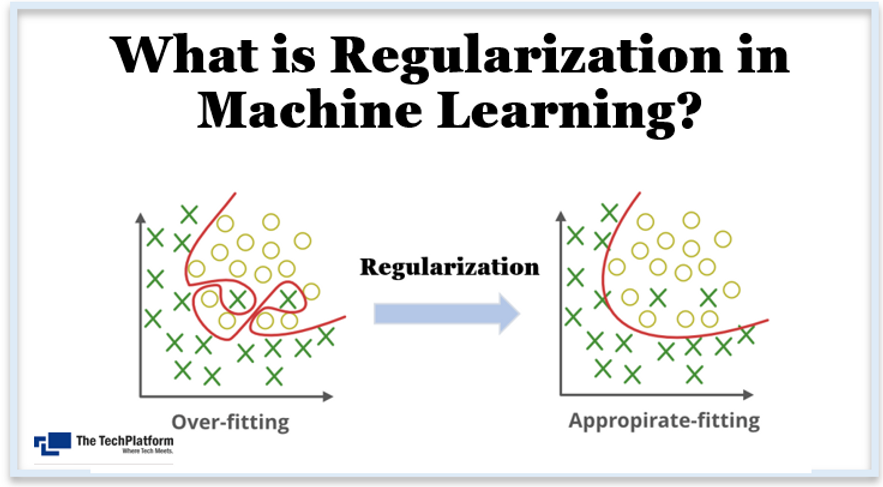 What is Regularization in
Machine Learning?
Regularization
Over-fitting
Appropirate-fitting
The TechPlatform
Where Tech Meets.